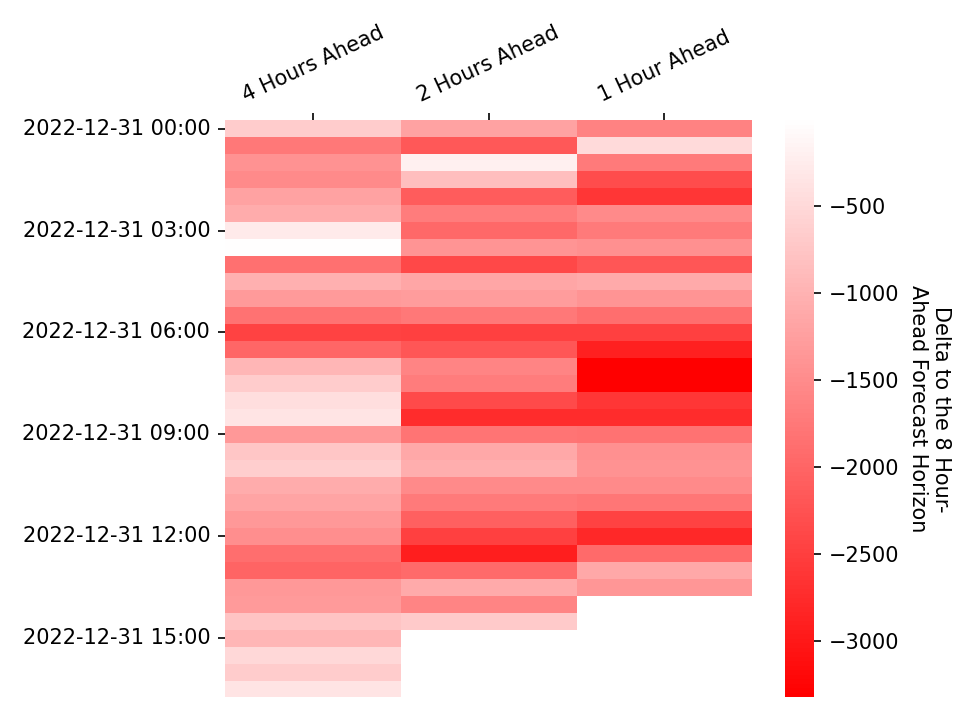 4 Hours Ahead
2 Hours Ahead
1 Hour Ahead
2022-12-31 00:00
2022-12-31 03:00
2022-12-31 06:00
2022-12-31 09:00
2022-12-31 12:00
2022-12-31 15:00
−500
−1000
−1500
−2000
−2500
−3000
Delta to the 8 Hour-
Ahead Forecast Horizon